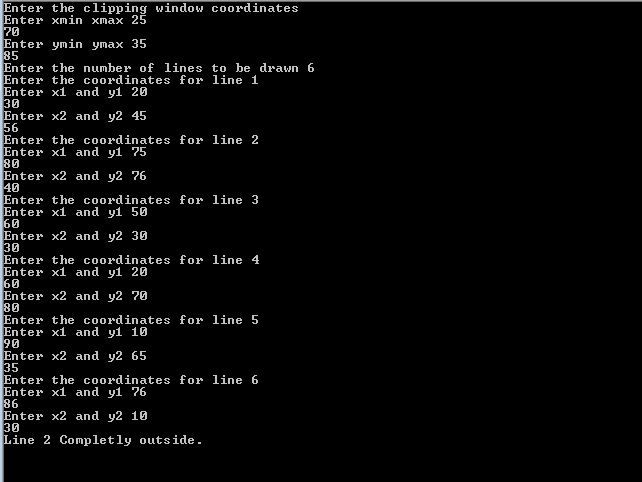 Enter the clipping window coordinates
Enter xmin xmax 25
70
Enter ymin ymax 35
85
Enter the number of lines to be drawn 6
Enter the coordinates for line 1
Enter x1 and y1 20
30
Enter x2 and y2 45
56
Enter the coordinates for line 2
Enter x1 and y1 75
80
Enter x2 and y2 76
40
Enter the coordinates for line 3
Enter x1 and y1 50
60
Enter x2 and y2 30
30
Enter the coordinates for line 4
Enter x1 and y1 20
60
Enter x2 and y2 70
80
Enter the coordinates for line 5
Enter x1 and y1 10
90
Enter x2 and y2 65
35
Enter the coordinates for line 6
Enter x1 and y1 76
86
Enter x2 and y2 10
30
Line 2 Completly outside.